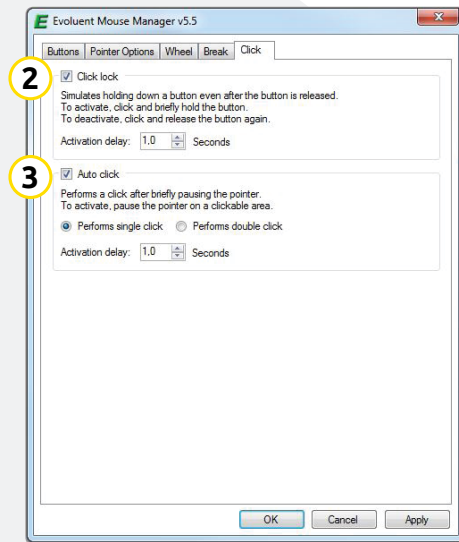 E Evoluent Mouse Manager v5.5
Buttons Pointer Options Wheel Break Click
2
Click lock
Simulates holding down a button even after the button is released.
To activate, click and briefly hold the button.
To deactivate, click and release the button again.
Activation delay: 1,0 Seconds
3
Auto click
Performs a click after briefly pausing the pointer.
To activate, pause the pointer on a clickable area.
Performs single click Performs double click
Activation delay: 1,0 Seconds
OK Cancel Apply